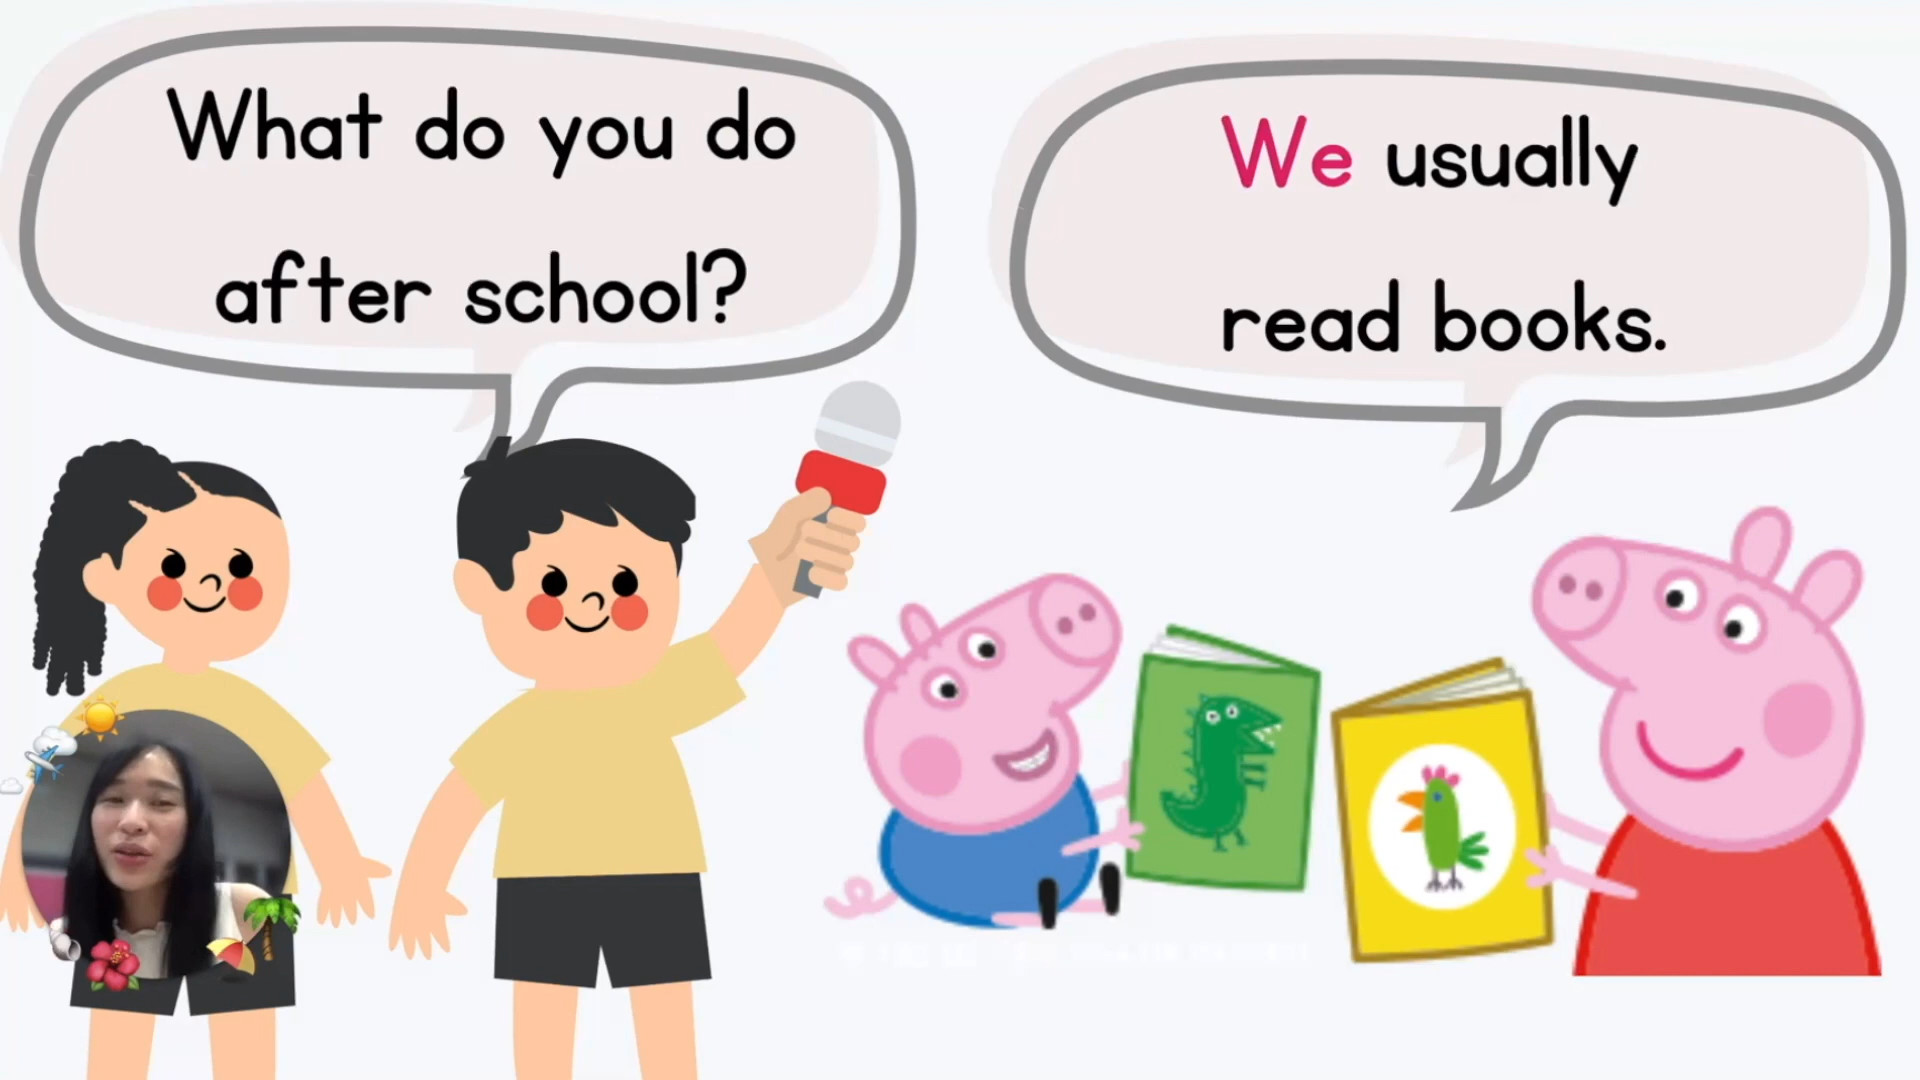 What do you do
after school?
We usually
read books.